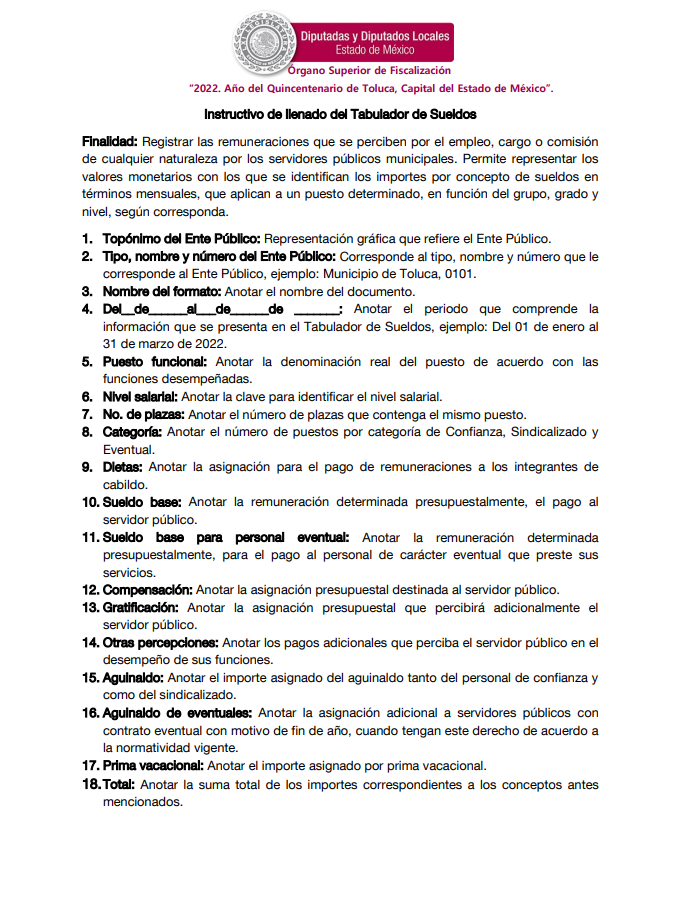 Diputadas y Diputados Locales
Estado de México
Órgano Superior de Fiscalización
"2022. Año del Quincentenario de Toluca, Capital del Estado de México".
Instructivo de llenado del Tabulador de Sueldos
Finalidad: Registrar las remuneraciones que se perciben por el empleo, cargo o comisión
de cualquier naturaleza por los servidores públicos municipales. Permite representar los
valores monetarios con los que se identifican los importes por concepto de sueldos en
términos mensuales, que aplican a un puesto determinado, en función del grupo, grado y
nivel, según corresponda.
1. Topónimo del Ente Público: Representación gráfica que refiere el Ente Público.
2. Tipo, nombre y número del Ente Público: Corresponde al tipo, nombre y número que le
corresponde al Ente Público, ejemplo: Municipio de Toluca, 0101.
3. Nombre del formato: Anotar el nombre del documento.
4. Del__de______al___de______de _______: Anotar el periodo que comprende la
información que se presenta en el Tabulador de Sueldos, ejemplo: Del 01 de enero al
31 de marzo de 2022.
5. Puesto funcional: Anotar la denominación real del puesto de acuerdo con las
funciones desempeñadas.
6. Nivel salarial: Anotar la clave para identificar el nivel salarial.
7. No. de plazas: Anotar el número de plazas que contenga el mismo puesto.
8. Categoría: Anotar el número de puestos por categoría de Confianza, Sindicalizado y
Eventual.
9. Dietas: Anotar la asignación para el pago de remuneraciones a los integrantes de
cabildo.
10. Sueldo base: Anotar la remuneración determinada presupuestalmente, el pago al
servidor público.
11. Sueldo base para personal eventual: Anotar la remuneración determinada
presupuestalmente, para el pago al personal de carácter eventual que preste sus
servicios.
12. Compensación: Anotar la asignación presupuestal destinada al servidor público.
13. Gratificación: Anotar la asignación presupuestal que percibirá adicionalmente el
servidor público.
14. Otras percepciones: Anotar los pagos adicionales que perciba el servidor público en el
desempeño de sus funciones.
15. Aguinaldo: Anotar el importe asignado del aguinaldo tanto del personal de confianza y
como del sindicalizado.
16. Aguinaldo de eventuales: Anotar la asignación adicional a servidores públicos con
contrato eventual con motivo de fin de año, cuando tengan este derecho de acuerdo a
la normatividad vigente.
17. Prima vacacional: Anotar el importe asignado por prima vacacional.
18. Total: Anotar la suma total de los importes correspondientes a los conceptos antes
mencionados.